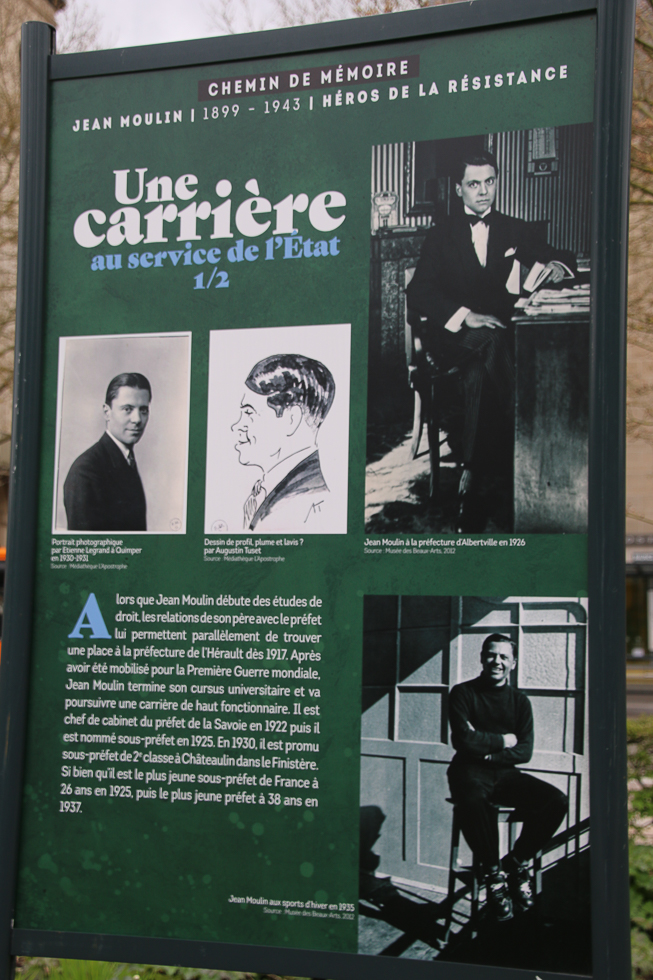 CHEMIN DE MÉMOIRE
JEAN MOULIN | 1899 - 1943 | HÉROS DE LA RÉSISTANCE
Une
carrière
au service de l'État
1/2
Portrait photographique
par Etienne Legrand à Quimper
en 1930-1931
Source : Médiathèque L'Apostrophe
Dessin de profil, plume et lavis ?
par Augustin Tuset
Source : Médiathèque L'Apostrophe
Jean Moulin à la préfecture d'Albertville en 1926
Source : Musée des Beaux-Arts, 2012
Alors que Jean Moulin débute des études de
droit, les relations de son père avec le préfet
lui permettent parallèlement de trouver
une place à la préfecture de l'Hérault dès 1917. Après
avoir été mobilisé pour la Première Guerre mondiale,
Jean Moulin termine son cursus universitaire et va
poursuivre une carrière de haut fonctionnaire. Il est
chef de cabinet du préfet de la Savoie en 1922 puis il
est nommé sous-préfet en 1925. En 1930, il est promu
sous-préfet de 2e classe à Châteaulin dans le Finistère.
Si bien qu'il est le plus jeune sous-préfet de France à
26 ans en 1925, puis le plus jeune préfet à 38 ans en
1937.
Jean Moulin aux sports d'hiver en 1935
Source : Musée des Beaux-Arts, 2012